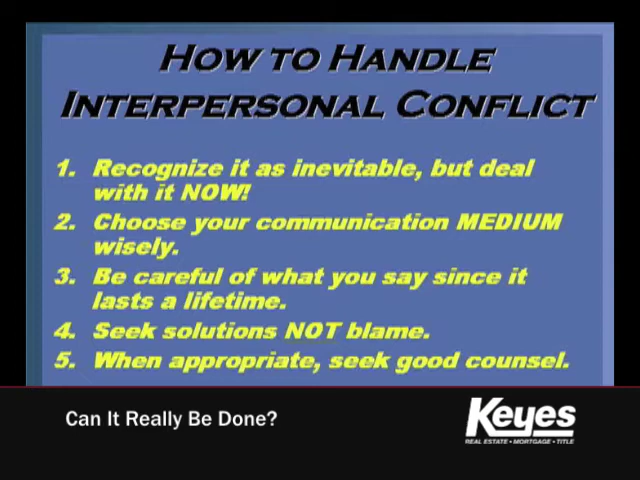 How to Handle
Interpersonal Conflict
1. Recognize it as inevitable, but deal
with it NOW!
2. Choose your communication MEDIUM
wisely.
3. Be careful of what you say since it
lasts a lifetime.
4. Seek solutions NOT blame.
5. When appropriate, seek good counsel.
Can It Really Be Done?
Keyes
REAL ESTATE • MORTGAGE • TITLE